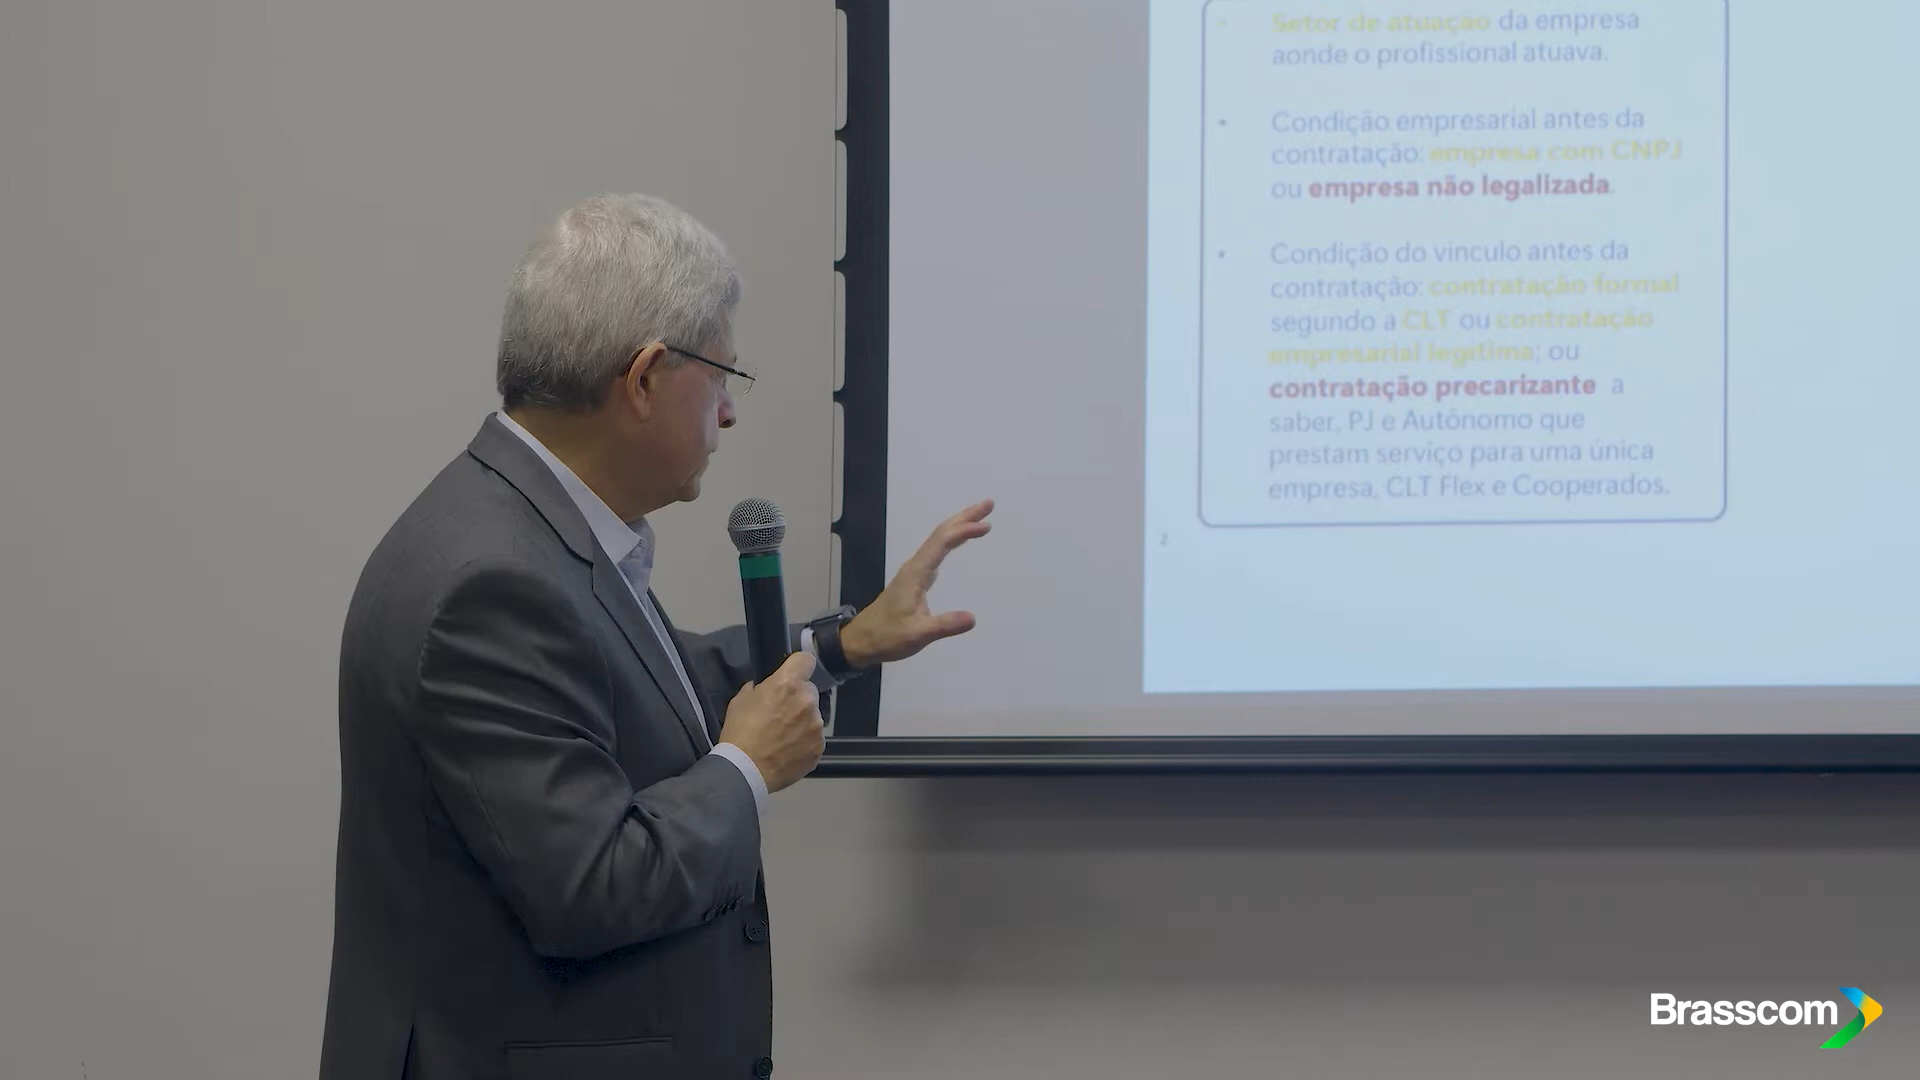 Setor de atuação da empresa
aonde o profissional atuava.
• Condição empresarial antes da
contratação: empresa com CNPJ
ou empresa não legalizada.
• Condição do vinculo antes da
contratação: contratação formal
segundo a CLT ou contratação
empresarial legítima; ou
contratação precarizante a
saber, PJ e Autônomo que
prestam serviço para uma única
empresa, CLT Flex e Cooperados.
2
Brasscom